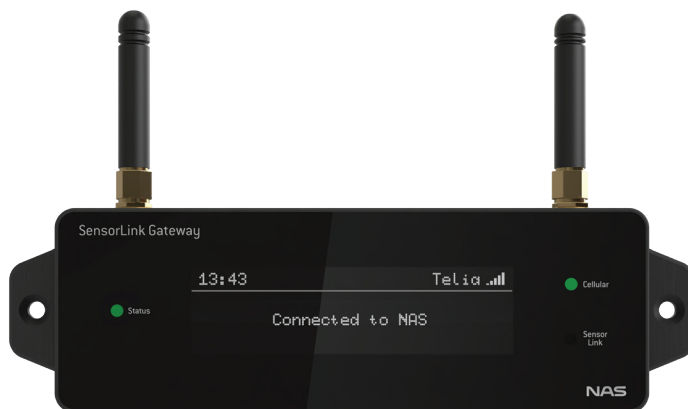 SensorLink Gateway
13:43 Telia
Status
Connected to NAS
Cellular
Sensor
Link
NAS